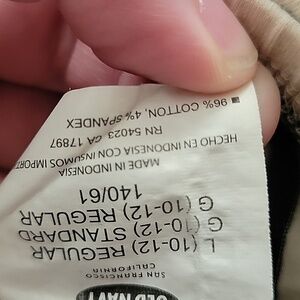 OLD NAVY
SAN FRANCISCO
CALIFORNIA
L (10-12) REGULAR
G (10-12) STANDARD
G (10-12) REGULAR
140/61
MADE IN INDONESIA
HECHO EN INDONESIA CON INSUMOS IMPORT
RN 54023 CA 17897
96% COTTON, 4% SPANDEX